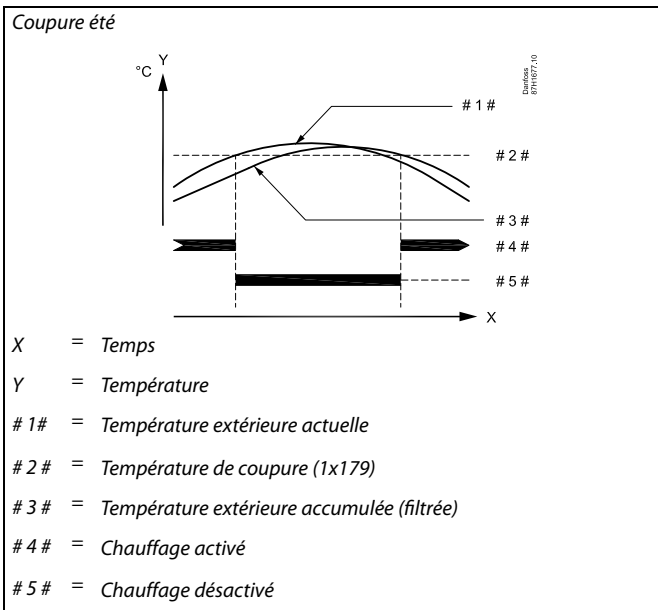 Coupure été
Y
°C
Danfoss
87H1677.10
# 1 #
# 2 #
# 3 #
# 4 #
# 5 #
X
X = Temps
Y = Température
# 1# = Température extérieure actuelle
# 2 # = Température de coupure (1x179)
# 3 # = Température extérieure accumulée (filtrée)
# 4 # = Chauffage activé
# 5 # = Chauffage désactivé